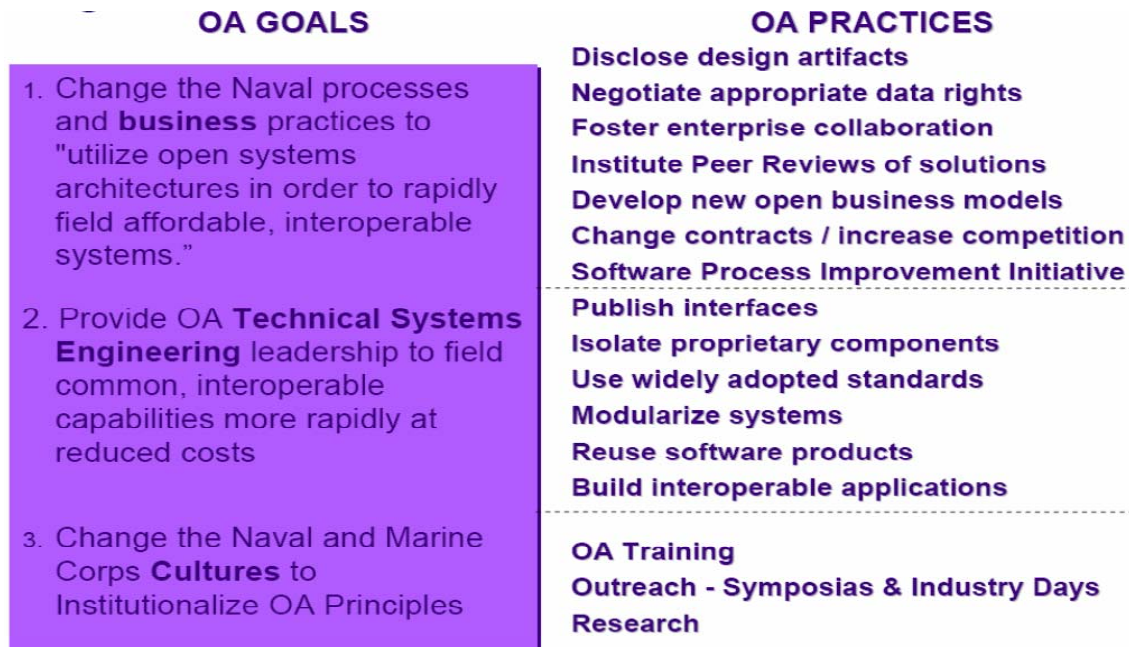 OA GOALS
1. Change the Naval processes
and business practices to
"utilize open systems
architectures in order to rapidly
field affordable, interoperable
systems.”
2. Provide OA Technical Systems
Engineering leadership to field
common, interoperable
capabilities more rapidly at
reduced costs
3. Change the Naval and Marine
Corps Cultures to
Institutionalize OA Principles
OA PRACTICES
Disclose design artifacts
Negotiate appropriate data rights
Foster enterprise collaboration
Institute Peer Reviews of solutions
Develop new open business models
Change contracts / increase competition
Software Process Improvement Initiative
Publish interfaces
Isolate proprietary components
Use widely adopted standards
Modularize systems
Reuse software products
Build interoperable applications
OA Training
Outreach - Symposias & Industry Days
Research